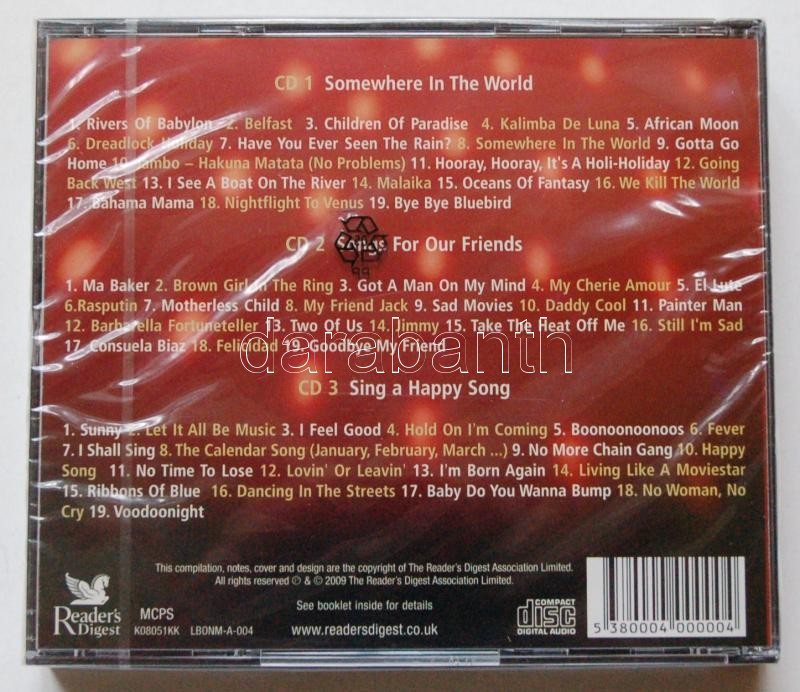 CD 1 Somewhere In The World
1. Rivers Of Babylon 2. Belfast 3. Children Of Paradise 4. Kalimba De Luna 5. African Moon
6. Dreadlock Holiday 7. Have You Ever Seen The Rain? 8. Somewhere In The World 9. Gotta Go
Home 10. Jambo – Hakuna Matata (No Problems) 11. Hooray, Hooray, It's A Holi-Holiday 12. Going
Back West 13. I See A Boat On The River 14. Malaika 15. Oceans Of Fantasy 16. We Kill The World
17. Bahama Mama 18. Nightflight To Venus 19. Bye Bye Bluebird
CD 2 Songs For Our Friends
1. Ma Baker 2. Brown Girl In The Ring 3. Got A Man On My Mind 4. My Cherie Amour 5. El Lute
6.Rasputin 7. Motherless Child 8. My Friend Jack 9. Sad Movies 10. Daddy Cool 11. Painter Man
12. Barbarella Fortuneteller 13. Two Of Us 14. Jimmy 15. Take The Heat Off Me 16. Still I'm Sad
17. Consuela Biaz 18. Felicidad 19. Goodbye My Friend
darabanth
CD 3 Sing a Happy Song
1. Sunny 2. Let It All Be Music 3. I Feel Good 4. Hold On I'm Coming 5. Boonoonoonoos 6. Fever
7. I Shall Sing 8. The Calendar Song (January, February, March ...) 9. No More Chain Gang 10. Happy
Song 11. No Time To Lose 12. Lovin' Or Leavin' 13. I'm Born Again 14. Living Like A Moviestar
15. Ribbons Of Blue 16. Dancing In The Streets 17. Baby Do You Wanna Bump 18. No Woman, No
Cry 19. Voodoonight
This compilation, notes, cover and design are the copyright of The Reader's Digest Association Limited.
All rights reserved ℗ & © 2009 The Reader's Digest Association Limited.
See booklet inside for details
www.readersdigest.co.uk
Reader's
Digest
MCPS
K08051KK LBONM-A-004
COMPACT
disc
DIGITAL AUDIO
5 380004 000004